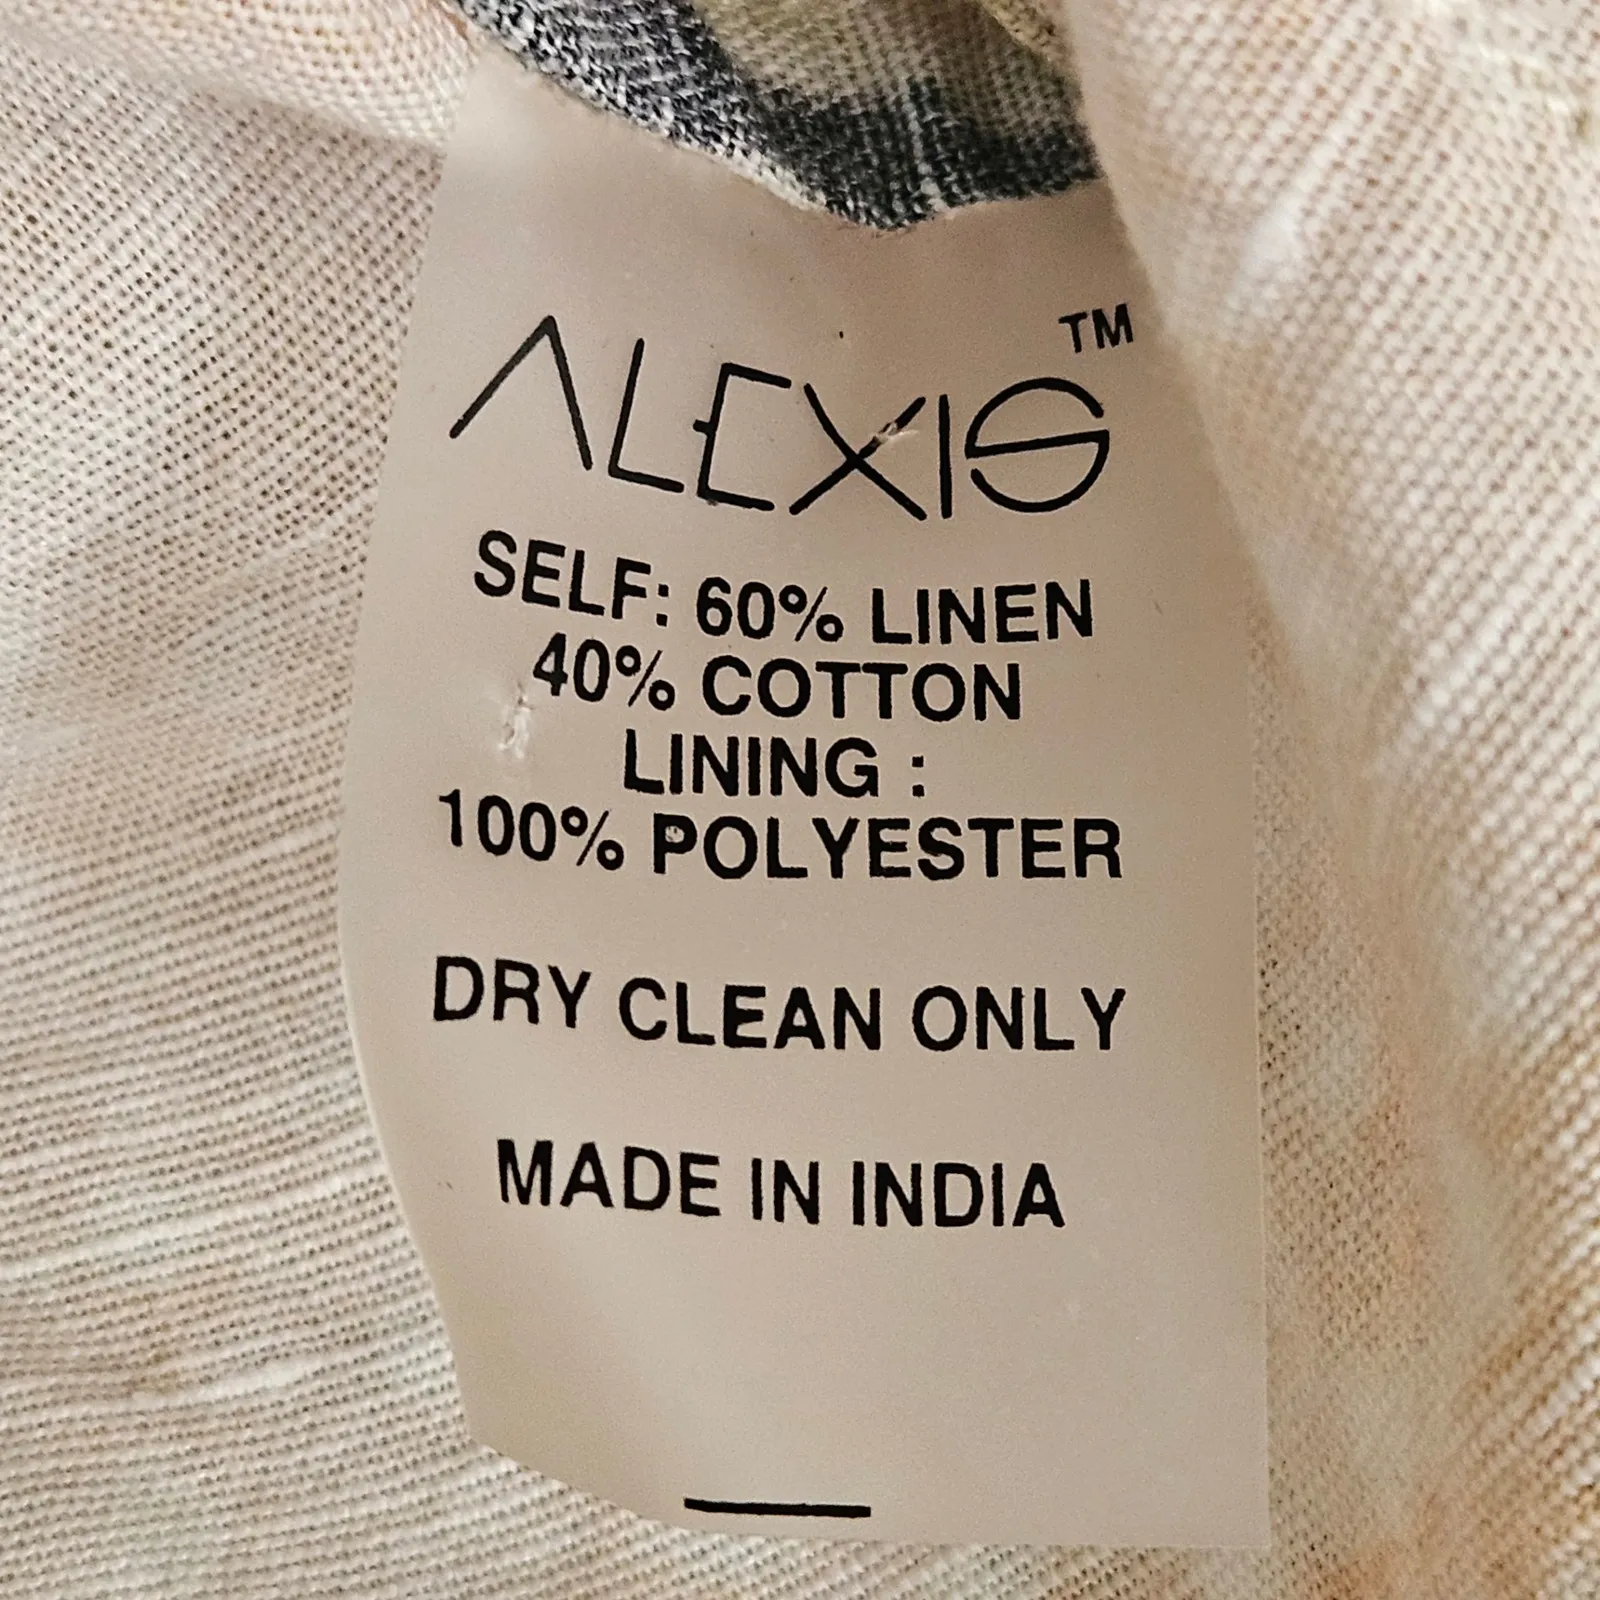 ALEXIS™
SELF: 60% LINEN
40% COTTON
LINING :
100% POLYESTER
DRY CLEAN ONLY
MADE IN INDIA